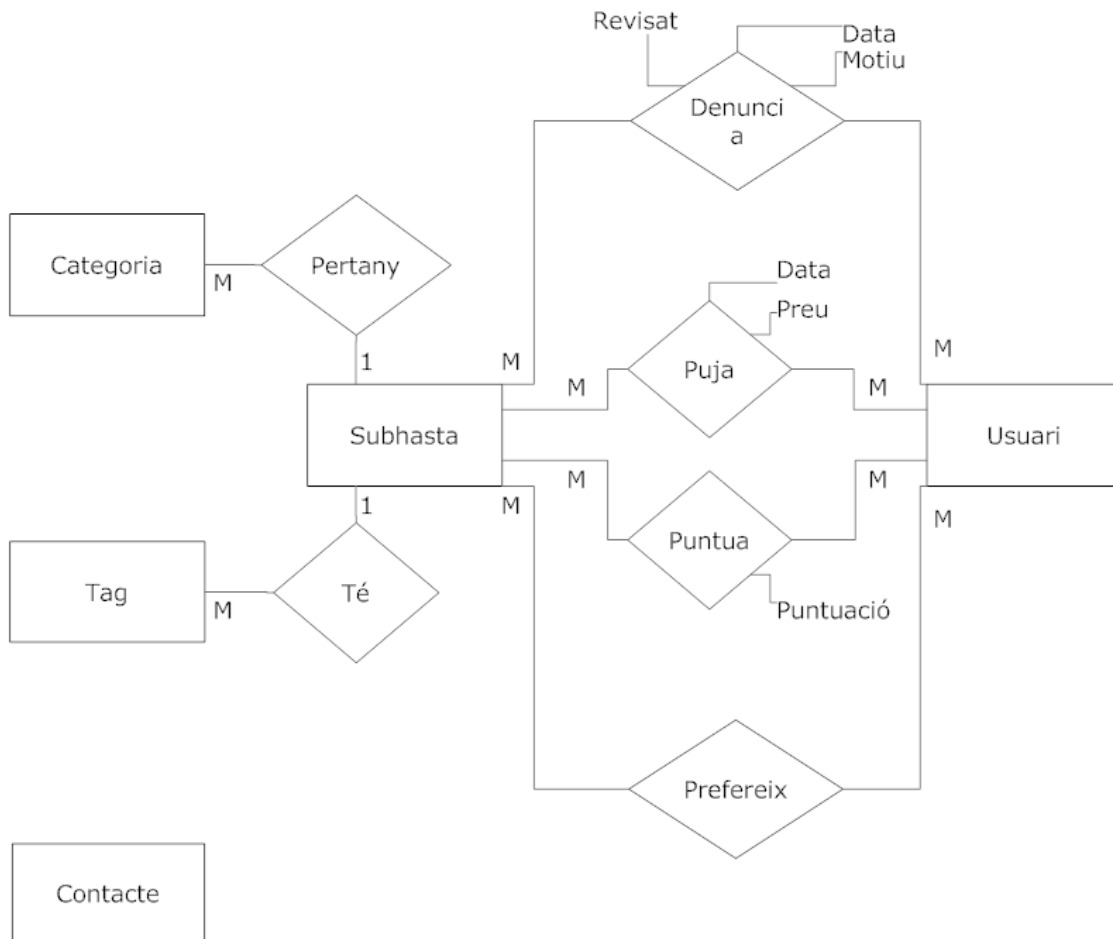 Revisat
Data
Motiu
Denunci
a
Categoria
M
Pertany
1
Data
Preu
M
M
Puja
M
M
Subhasta
Usuari
M
M
M
M
1
Puntua
Puntuació
Tag
M
Té
Prefereix
Contacte